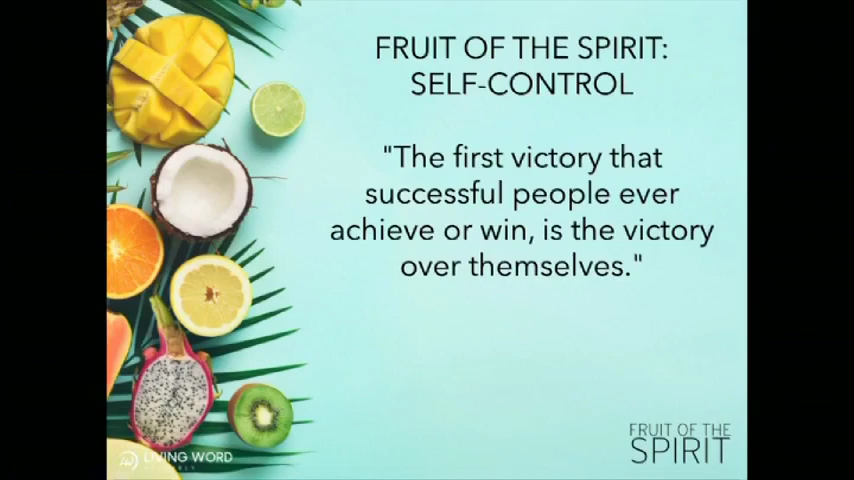 FRUIT OF THE SPIRIT:
SELF-CONTROL
"The first victory that
successful people ever
achieve or win, is the victory
over themselves."
LIVING WORD
FRUIT OF THE
SPIRIT